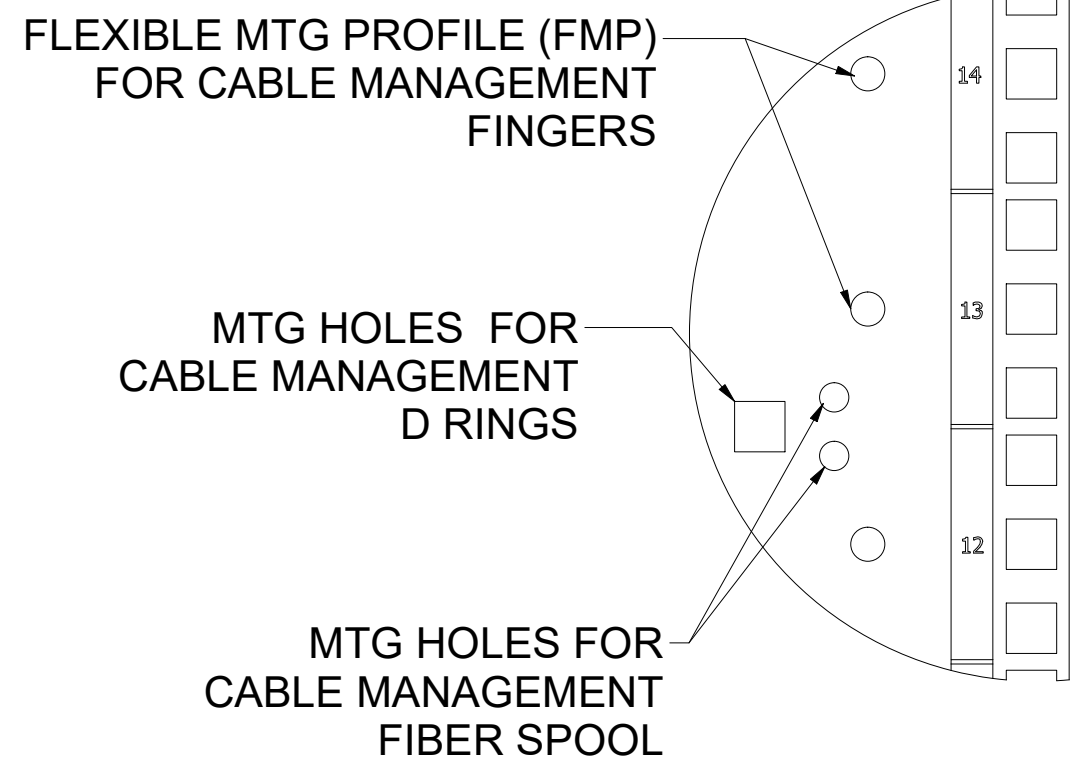 FLEXIBLE MTG PROFILE (FMP)
FOR CABLE MANAGEMENT
FINGERS
14
13
MTG HOLES  FOR
CABLE MANAGEMENT
D RINGS
12
MTG HOLES FOR
CABLE MANAGEMENT
FIBER SPOOL